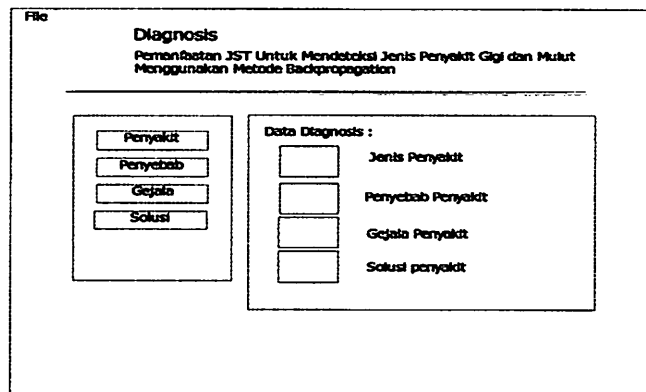 File
Diagnosis
Pemanfaatan JST Untuk Mendeteksi Jenis Penyakit Gigi dan Mulut
Menggunakan Metode Backpropagation
Penyakit
Penyebab
Gejala
Solusi
Data Diagnosis :
Jenis Penyakit
Penyebab Penyakit
Gejala Penyakit
Solusi penyakit